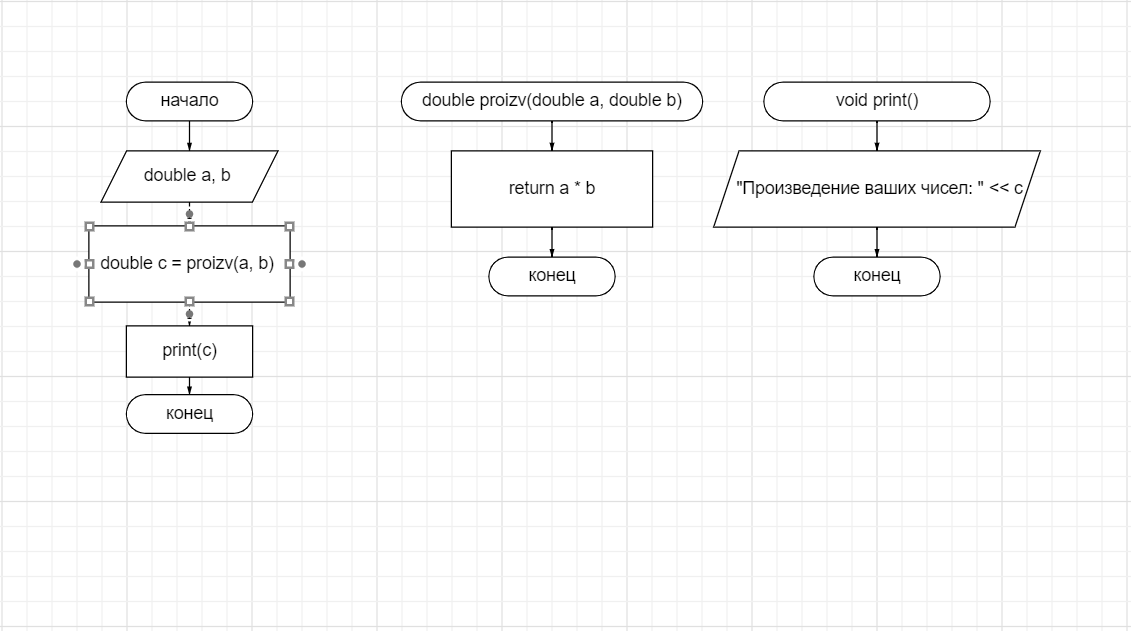 начало
double a, b
double c = proizv(a, b)
print(c)
конец
double proizv(double a, double b)
return a * b
конец
void print()
"Произведение ваших чисел: " << c
конец